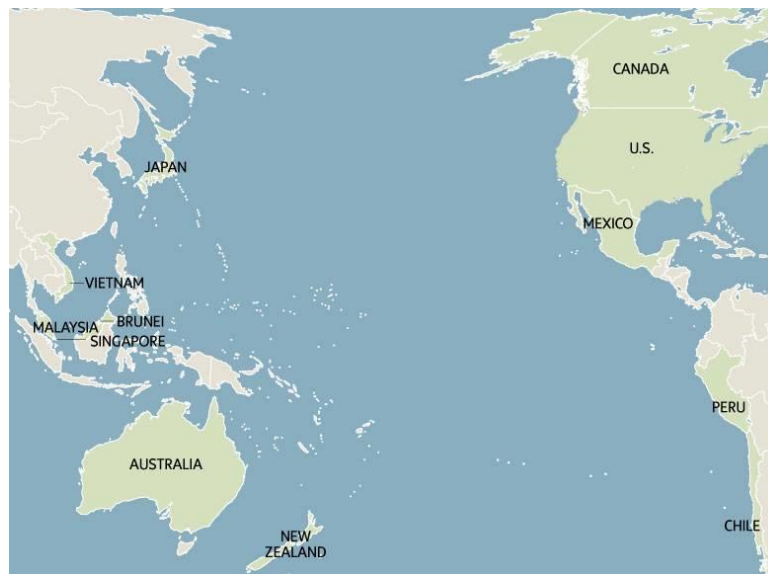 CANADA
U.S.
JAPAN
MEXICO
VIETNAM
BRUNEI
MALAYSIA
SINGAPORE
PERU
AUSTRALIA
CHILE
NEW
ZEALAND